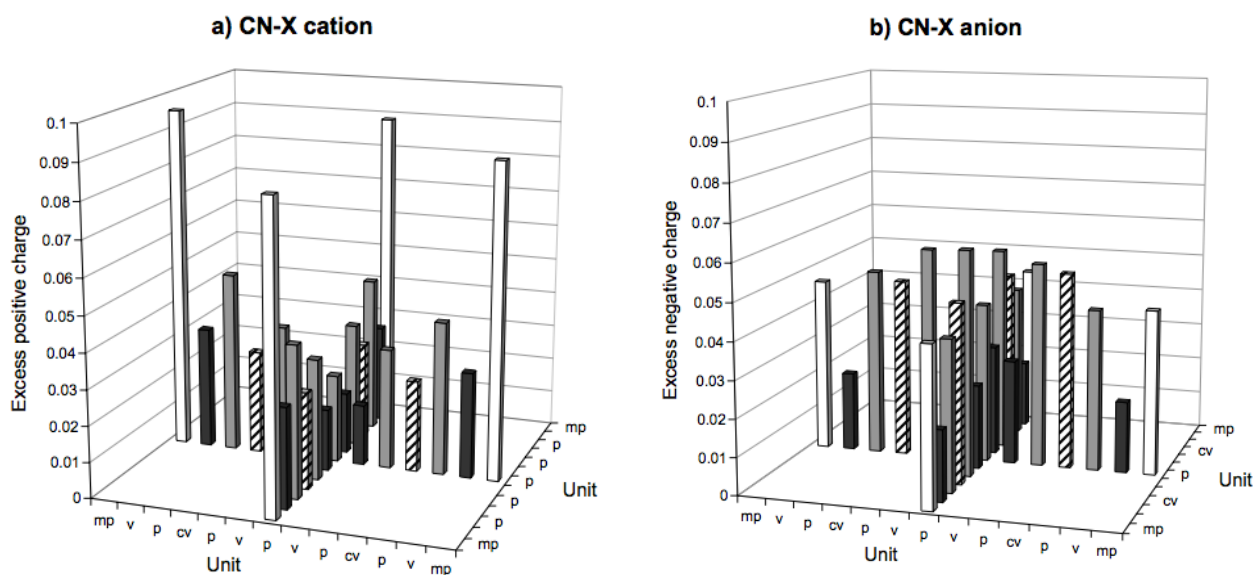 a) CN-X cation
Excess positive charge
0.1
0.09
0.08
0.07
0.06
0.05
0.04
0.03
0.02
0.01
0
mp v p cv p v p v p cv p v mp
Unit
mp
p
p
p
p
p
mp
Unit
b) CN-X anion
Excess negative charge
0.1
0.09
0.08
0.07
0.06
0.05
0.04
0.03
0.02
0.01
0
mp v p cv p v p v p cv p v mp
Unit
mp
cv
p
cv
mp
Unit